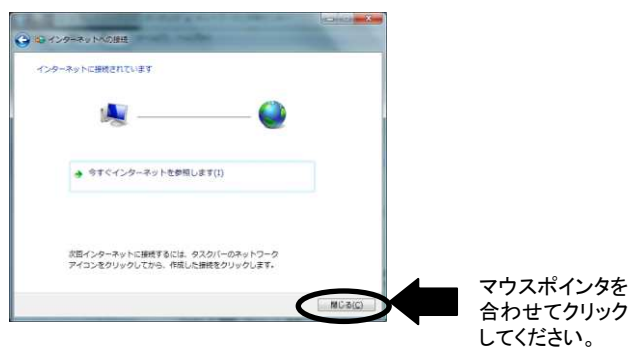 インターネットへの接続
インターネットに接続されています
今すぐインターネットを参照します(I)
次回インターネットに接続するには、タスクバーのネットワーク
アイコンをクリックしてから、作成した接続をクリックします。
閉じる(C)
マウスポインタを
合わせてクリック
してください。